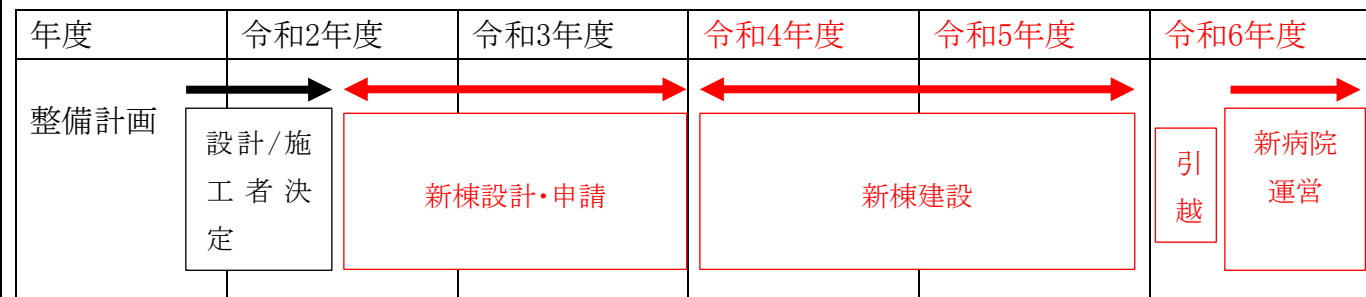 年度 令和2年度 令和3年度 令和4年度 令和5年度 令和6年度
整備計画
設計/施
工者決
定
新棟設計・申請
新棟建設
引
越
新病院
運営